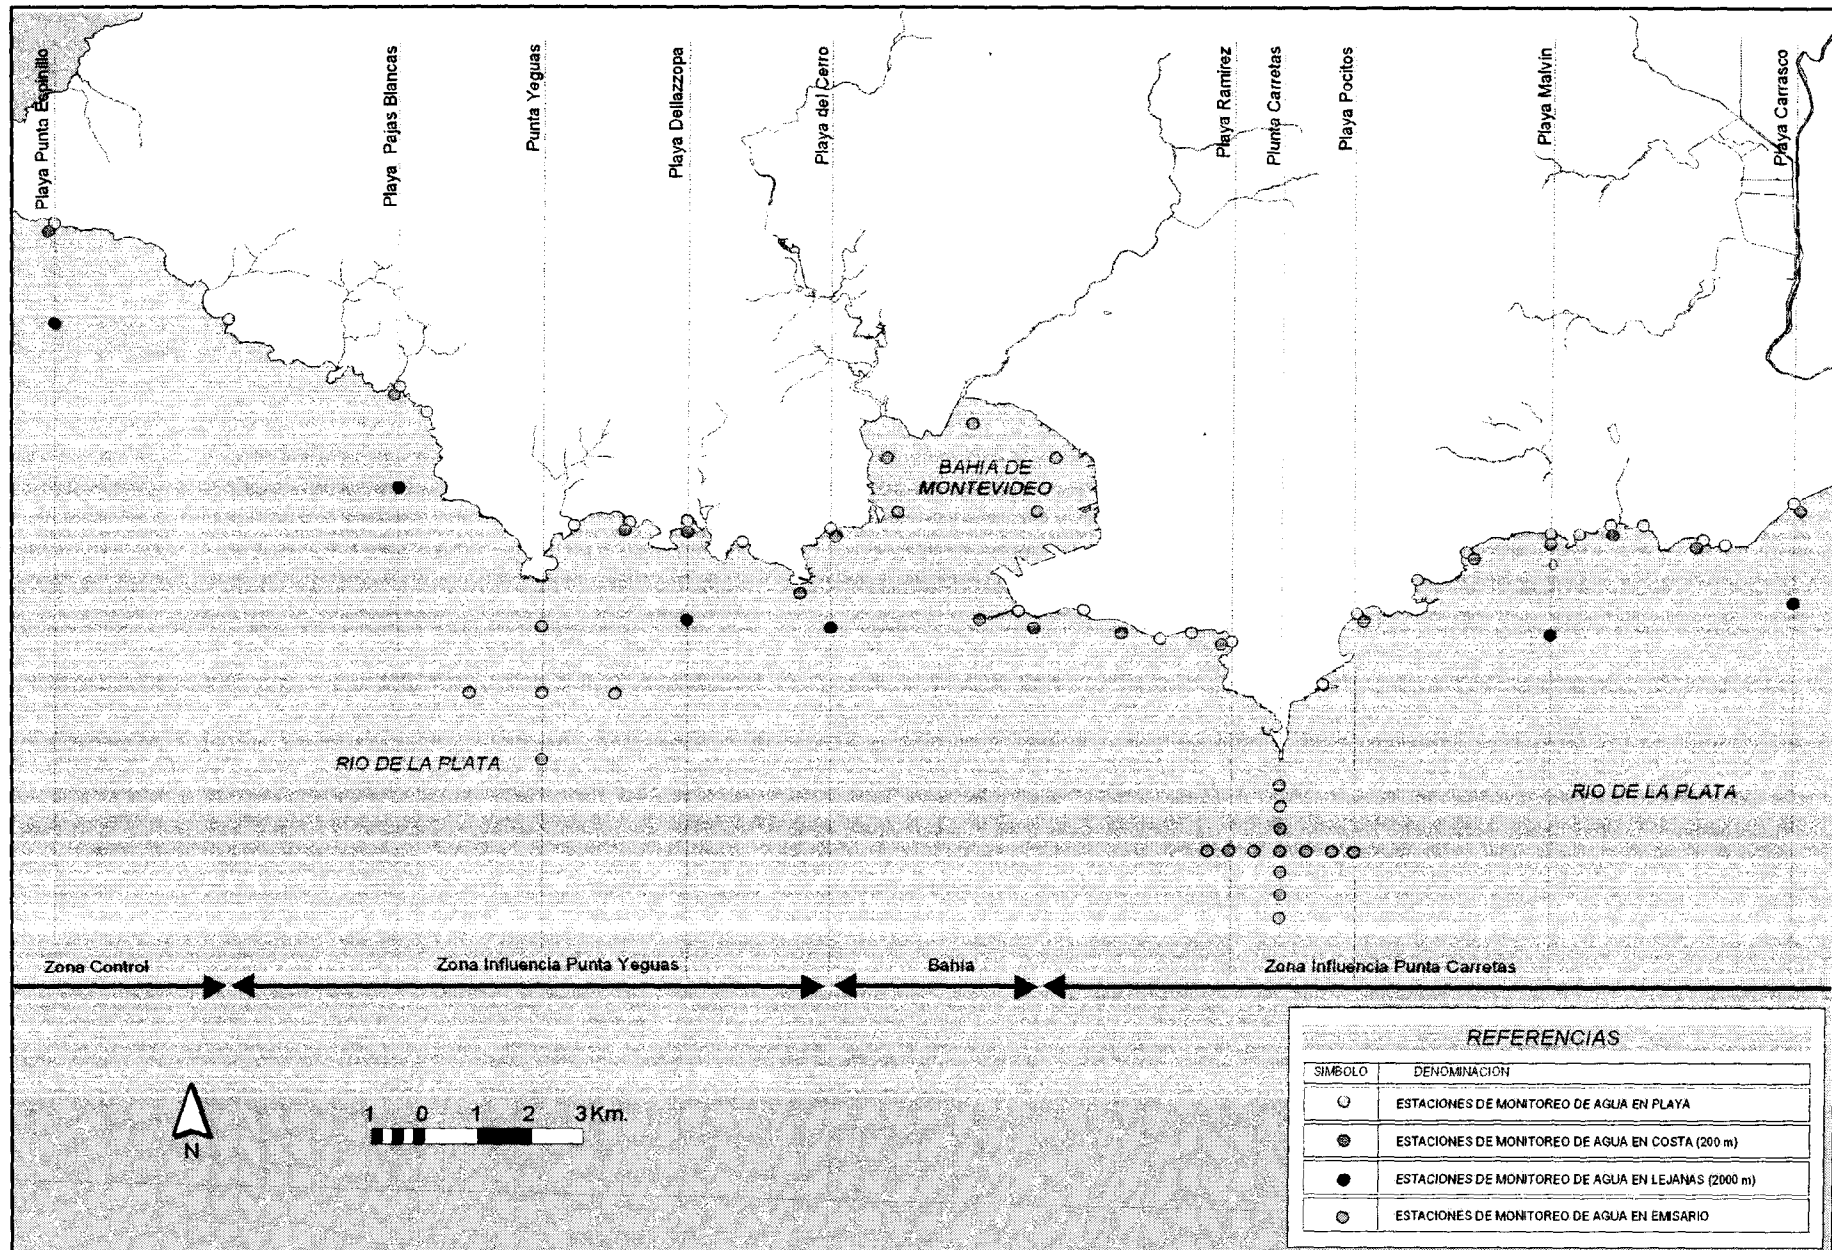 Playa Punta Espinillo
Playa Pajas Blancas
Punta Yeguas
Playa Dellazzopa
Playa del Cerro
Playa Ramirez
Plunta Carretas
Playa Pocitos
Playa Malvin
Playa Carrasco
BAHIA DE
MONTEVIDEO
RIO DE LA PLATA
RIO DE LA PLATA
Zona Control
Zona Influencia Punta Yeguas
Bahia
Zona Influencia Punta Carretas
1 0 1 2 3 Km.
N
REFERENCIAS
SIMBOLO DENOMINACION
ESTACIONES DE MONITOREO DE AGUA EN PLAYA
ESTACIONES DE MONITOREO DE AGUA EN COSTA (200 m)
ESTACIONES DE MONITOREO DE AGUA EN LEJANAS (2000 m)
ESTACIONES DE MONITOREO DE AGUA EN EMISARIO